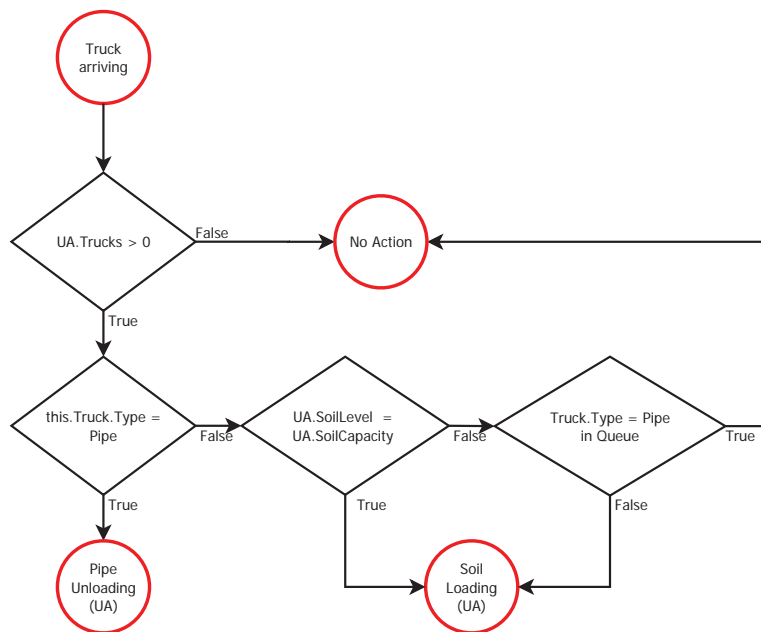 Truck
arriving
UA.Trucks > 0
False
No Action
True
this.Truck.Type =
Pipe
False
UA.SoilLevel =
UA.SoilCapacity
False
Truck.Type = Pipe
in Queue
True
True
True
False
Pipe
Unloading
(UA)
Soil
Loading
(UA)